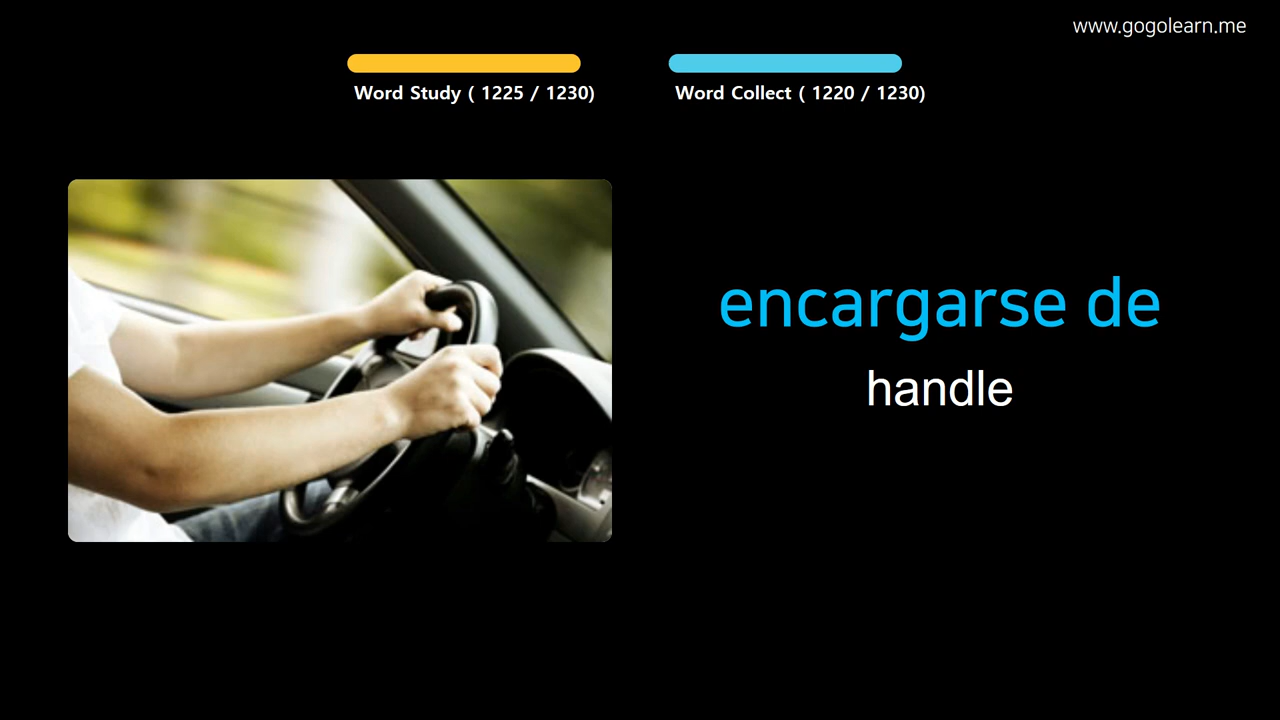 www.gogolearn.me
Word Study ( 1225 / 1230)
Word Collect ( 1220 / 1230)
encargarse de
handle